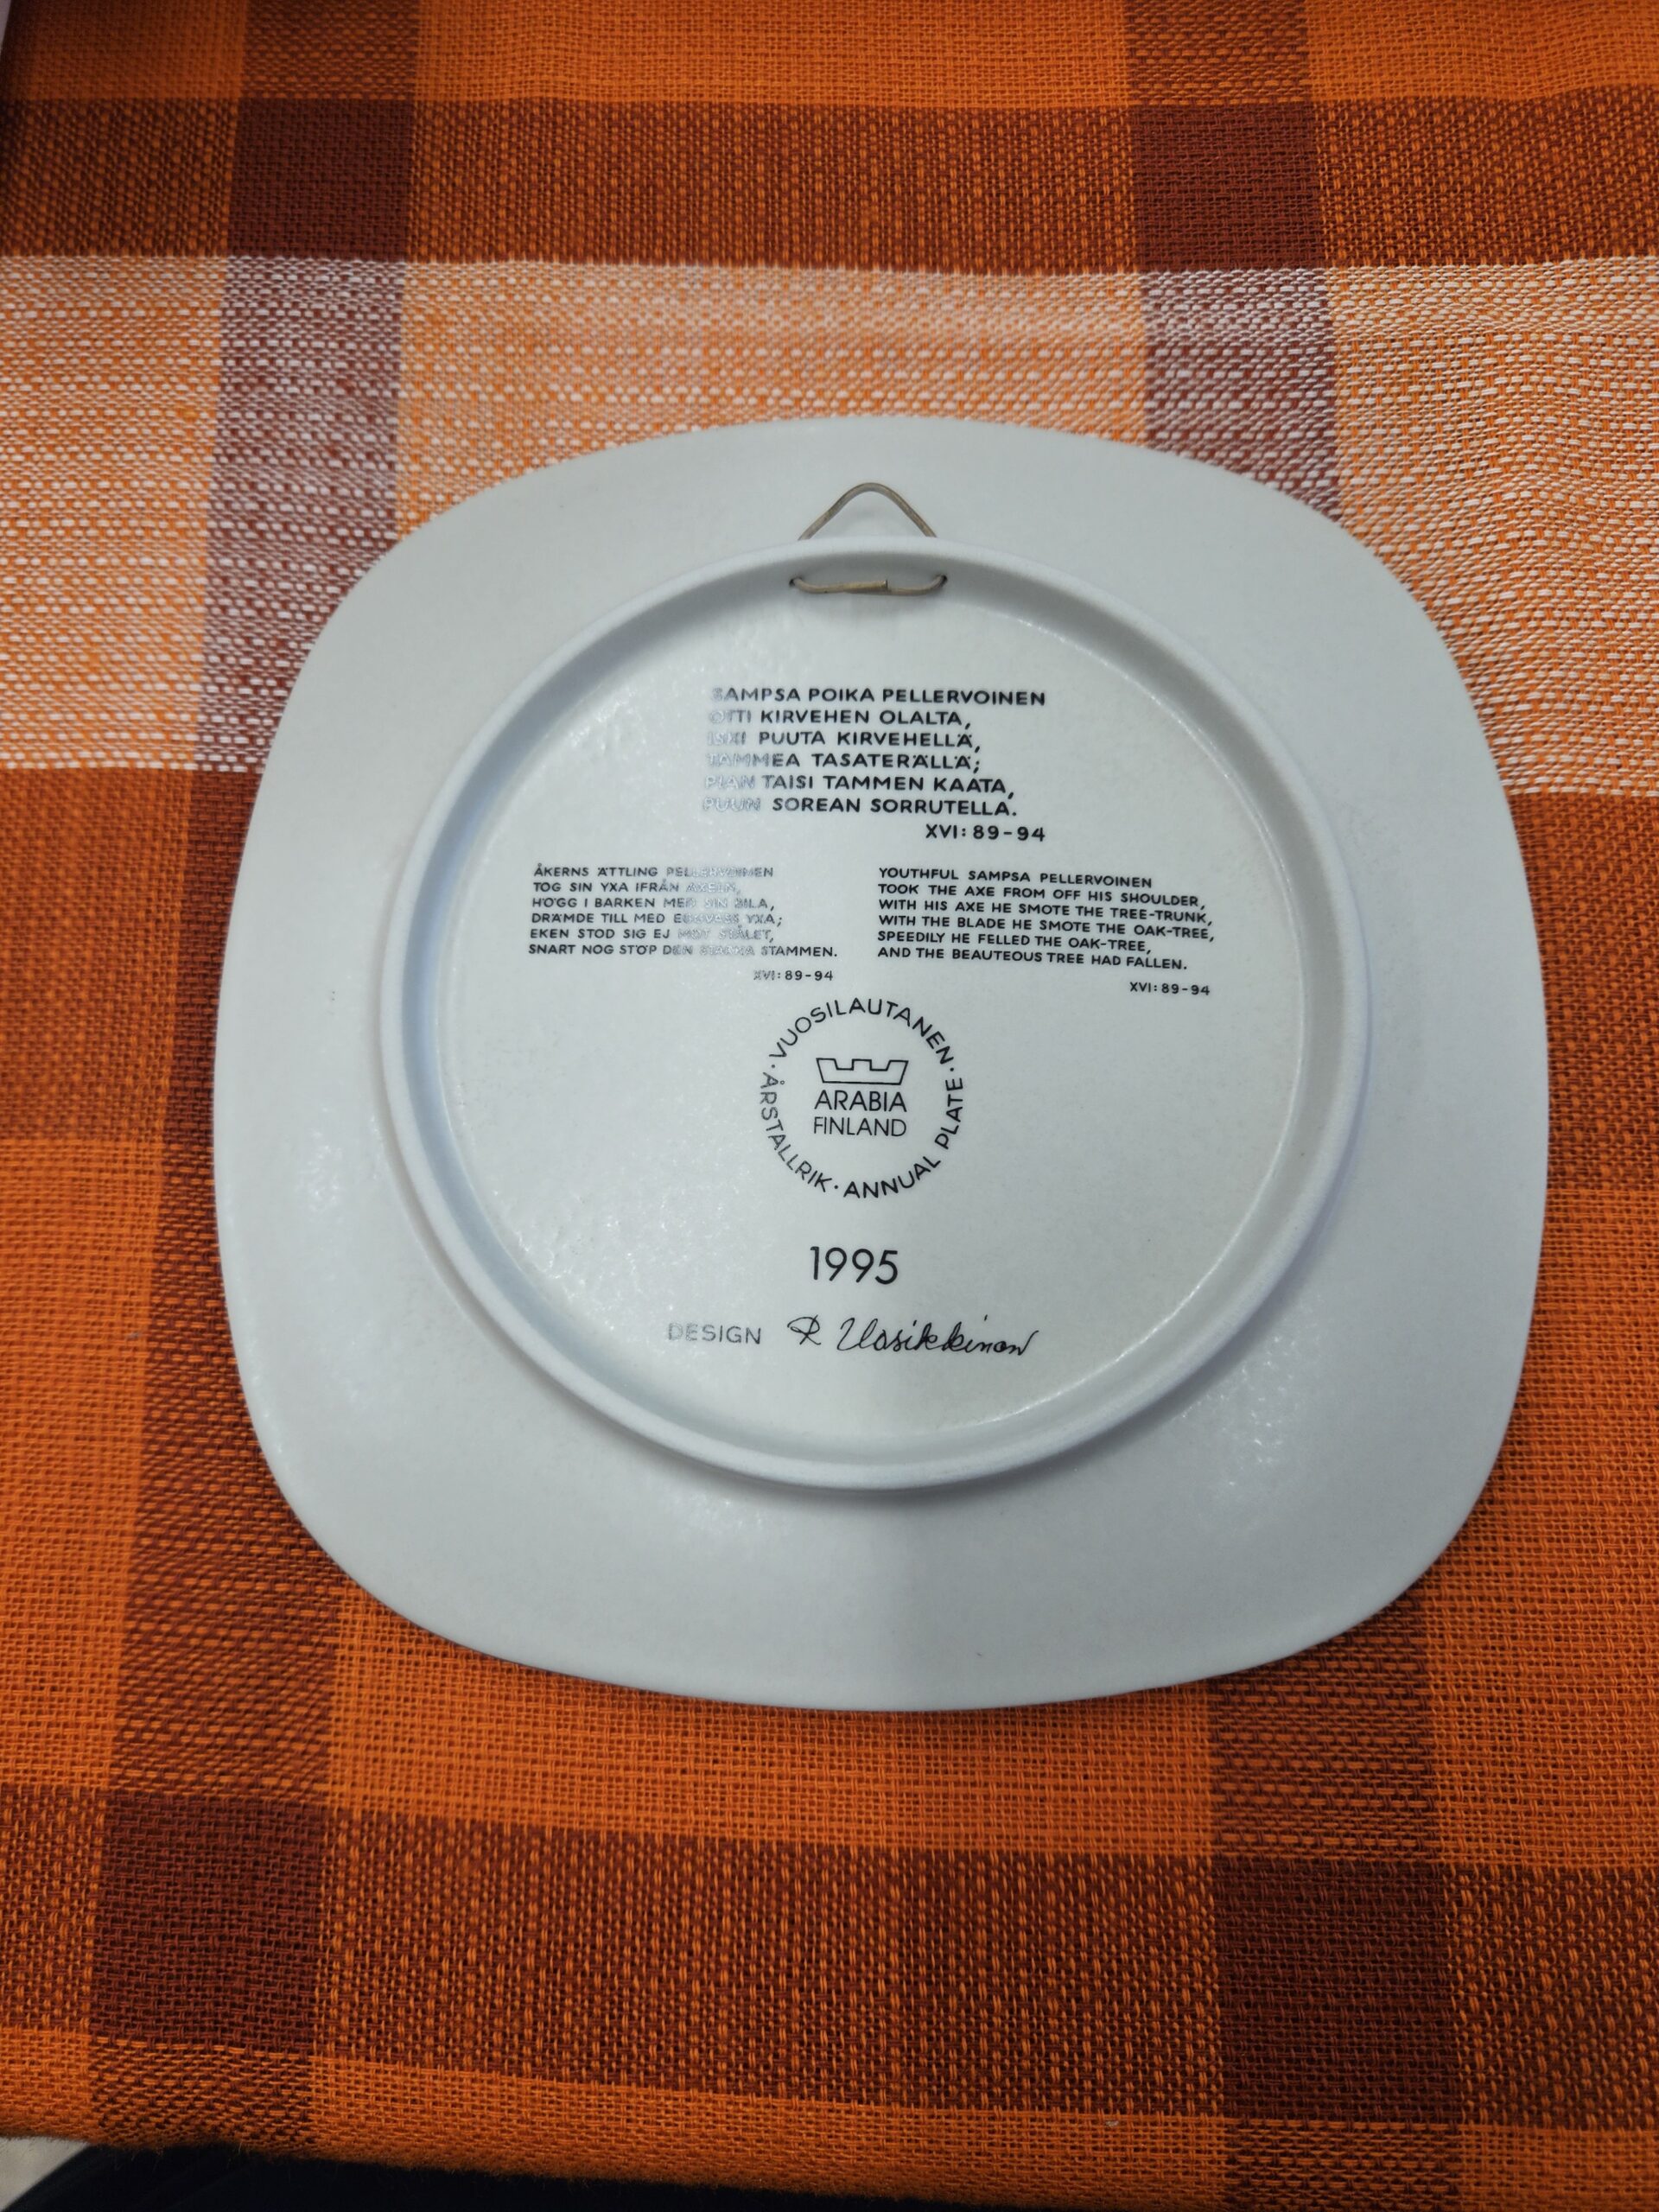 SAMPSA POIKA PELLERVOINEN
OTTI KIRVEHEN OLALTA,
ISKI PUUTA KIRVEHELLÄ,
TAMMEA TASATERÄLLÄ;
PIAN TAISI TAMMEN KAATA,
PUUN SOREAN SORRUTELLA.
XVI: 89-94
ÅKERNS ÄTTLING PELLERVOINEN
TOG SIN YXA IFRÅN AXELN,
HÖGG I BARKEN MED SIN BILA,
DRÄMDE TILL MED YXA;
EKEN STOD SIG EJ MOT STÅLET,
SNART NOG STÖP DEN STAMMEN.
XVI: 89-94
YOUTHFUL SAMPSA PELLERVOINEN
TOOK THE AXE FROM OFF HIS SHOULDER,
WITH HIS AXE HE SMOTE THE TREE-TRUNK,
WITH THE BLADE HE SMOTE THE OAK-TREE,
SPEEDILY HE FELLED THE OAK-TREE,
AND THE BEAUTEOUS TREE HAD FALLEN.
XVI: 89-94
· VUOSILAUTANEN · ANNUAL PLATE · ÅRSTALLRIK
ARABIA
FINLAND
1995
DESIGN R Uosikkinen